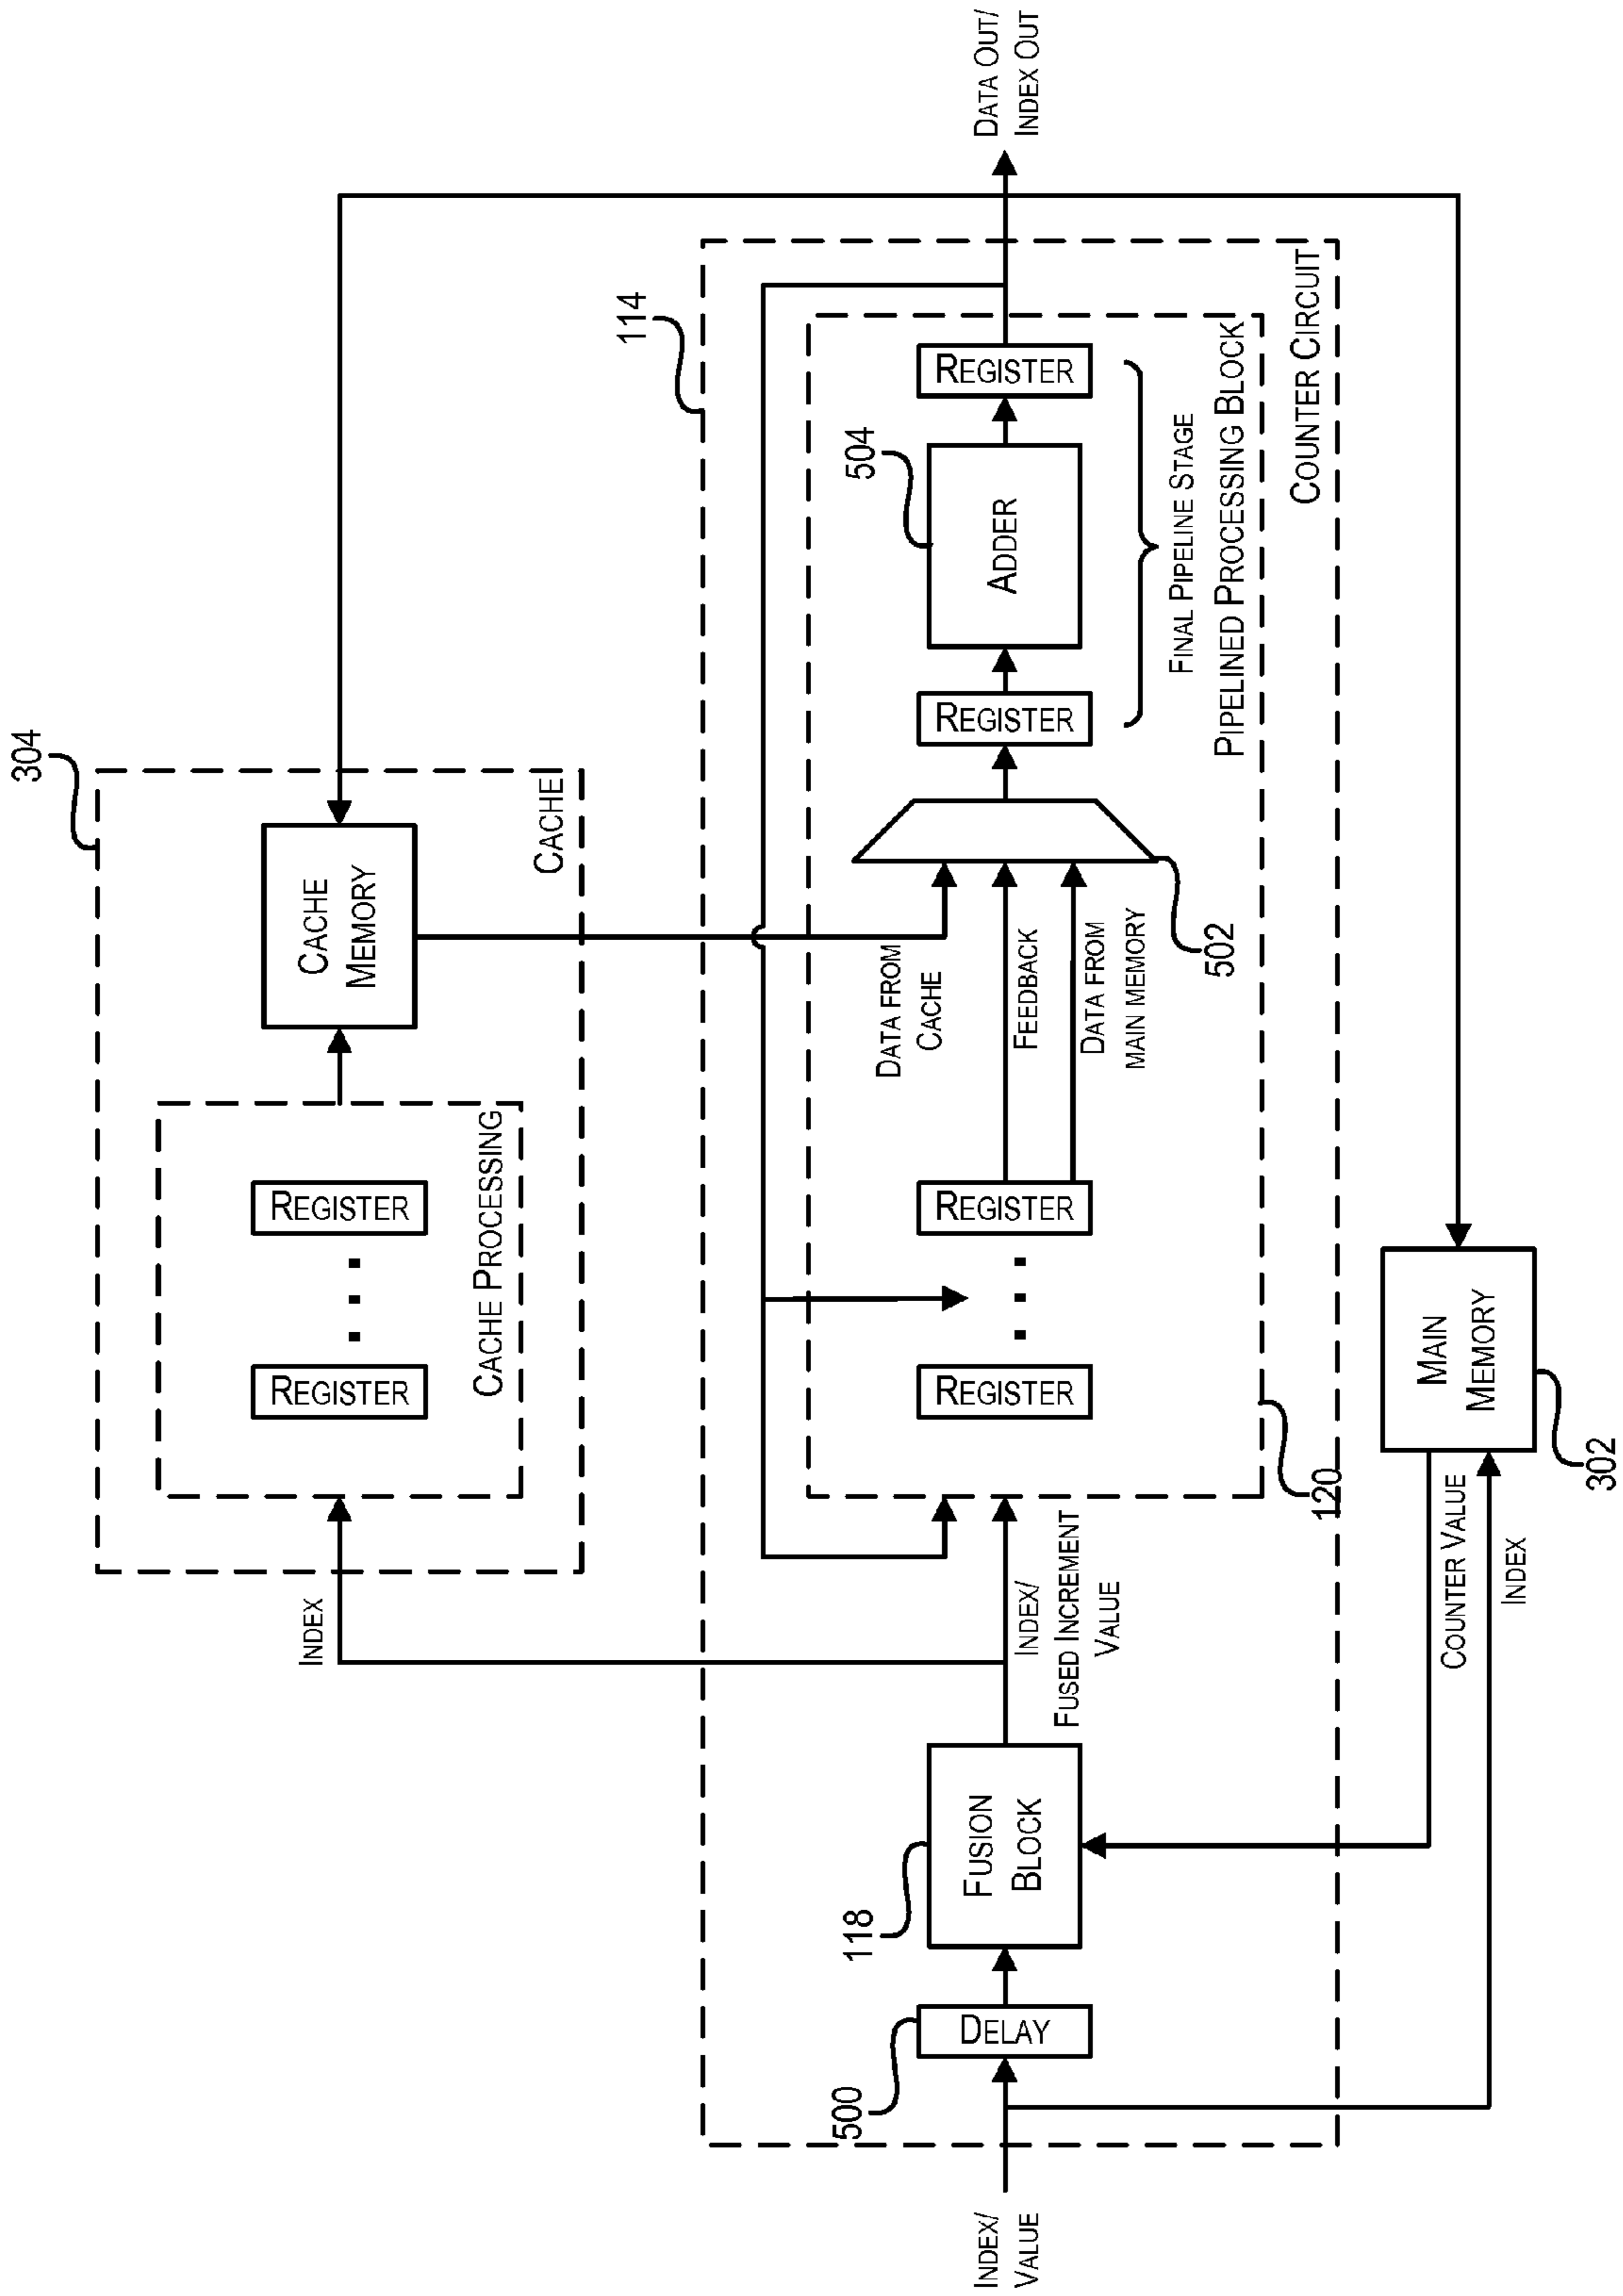 304
CACHE
CACHE PROCESSING
REGISTER
REGISTER
CACHE
MEMORY
INDEX
114
COUNTER CIRCUIT
PIPELINED PROCESSING BLOCK
FINAL PIPELINE STAGE
INDEX/
VALUE
500
DELAY
118
FUSION
BLOCK
INDEX/
FUSED INCREMENT
VALUE
REGISTER
REGISTER
DATA FROM
CACHE
FEEDBACK
DATA FROM
MAIN MEMORY
502
REGISTER
504
ADDER
REGISTER
DATA OUT/
INDEX OUT
120
COUNTER VALUE
INDEX
MAIN
MEMORY
302